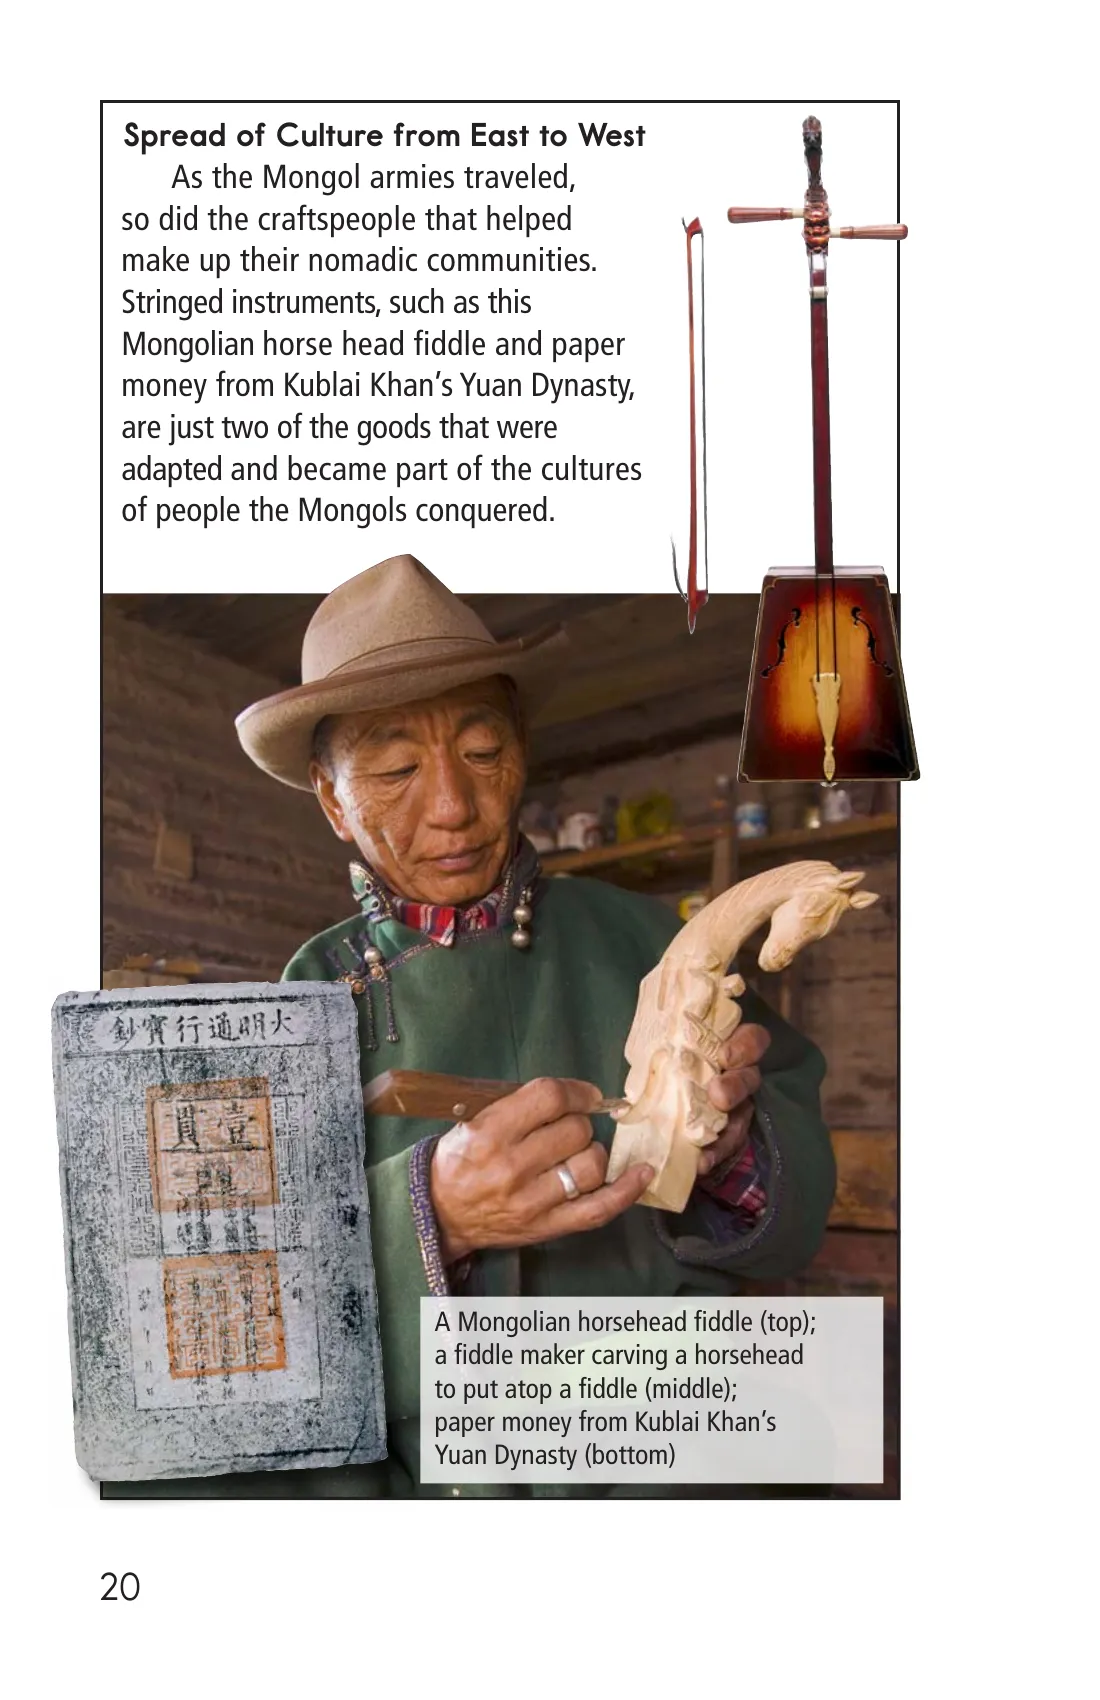 Spread of Culture from East to West
As the Mongol armies traveled,
so did the craftspeople that helped
make up their nomadic communities.
Stringed instruments, such as this
Mongolian horse head fiddle and paper
money from Kublai Khan’s Yuan Dynasty,
are just two of the goods that were
adapted and became part of the cultures
of people the Mongols conquered.
鈔寳行通明大
貫壹
A Mongolian horsehead fiddle (top);
a fiddle maker carving a horsehead
to put atop a fiddle (middle);
paper money from Kublai Khan’s
Yuan Dynasty (bottom)
20